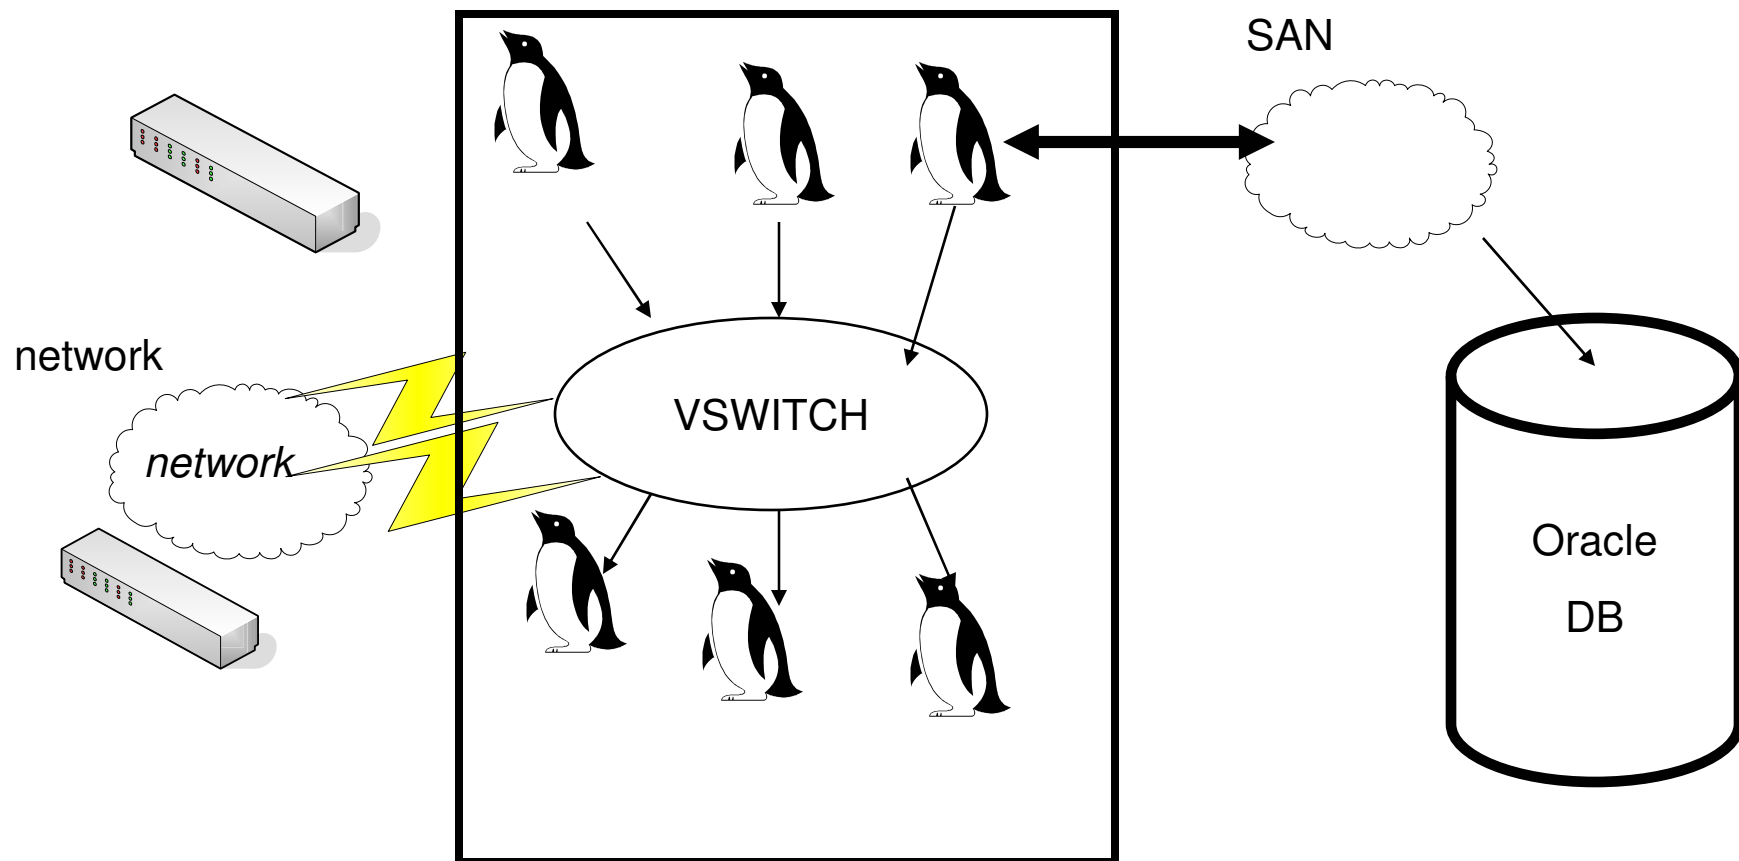 SAN
network
VSWITCH
network
Oracle
DB